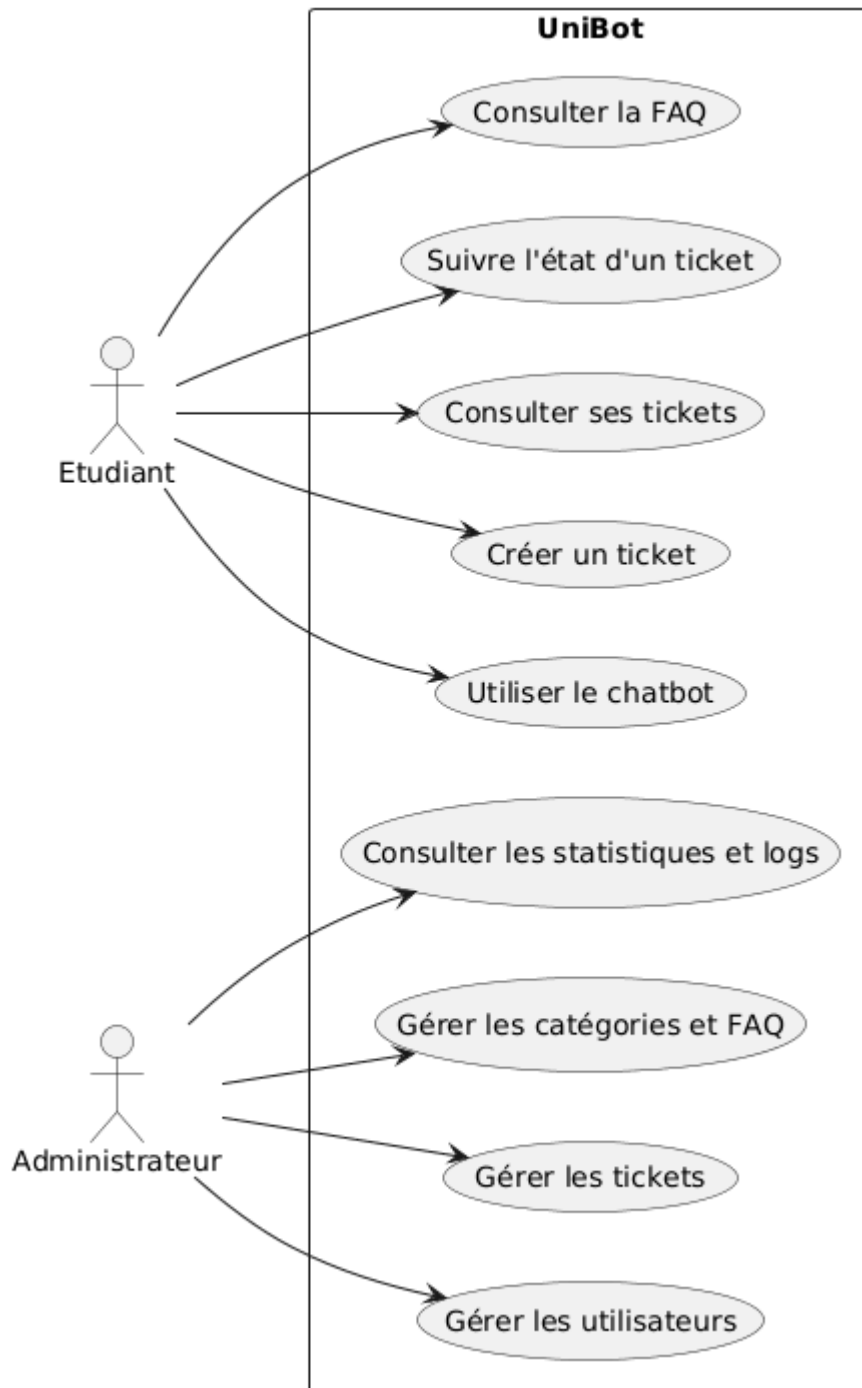 UniBot
Consulter la FAQ
Suivre l'état d'un ticket
Consulter ses tickets
Etudiant
Créer un ticket
Utiliser le chatbot
Consulter les statistiques et logs
Gérer les catégories et FAQ
Administrateur
Gérer les tickets
Gérer les utilisateurs